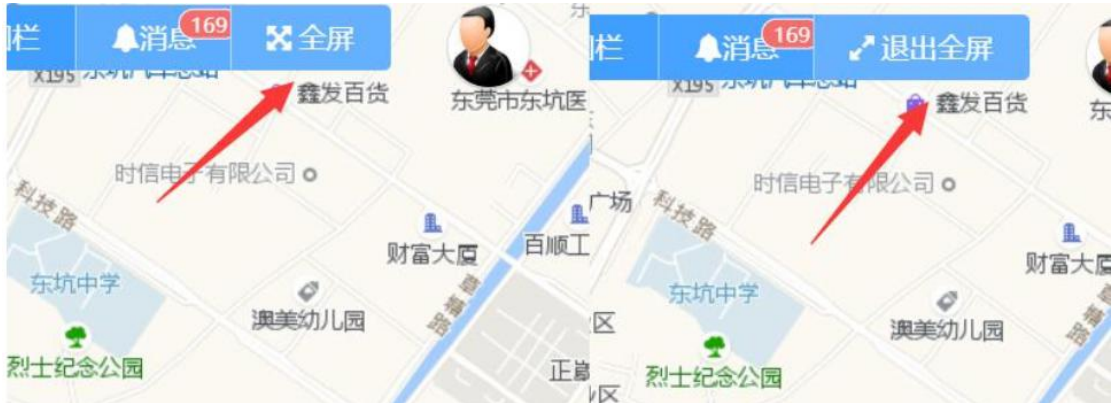 栏 消息 169 全屏
X195
鑫发百货
东莞市东坑医
时信电子有限公司
科技路
财富大厦
百顺工
东坑中学
章樯路
澳美幼儿园
烈士纪念公园
正崴
栏 消息 169 退出全屏
X195
鑫发百货
东
时信电子有限公司
广场
科技路
财富大厦
东坑中学
澳美幼儿园
区
烈士纪念公园
区